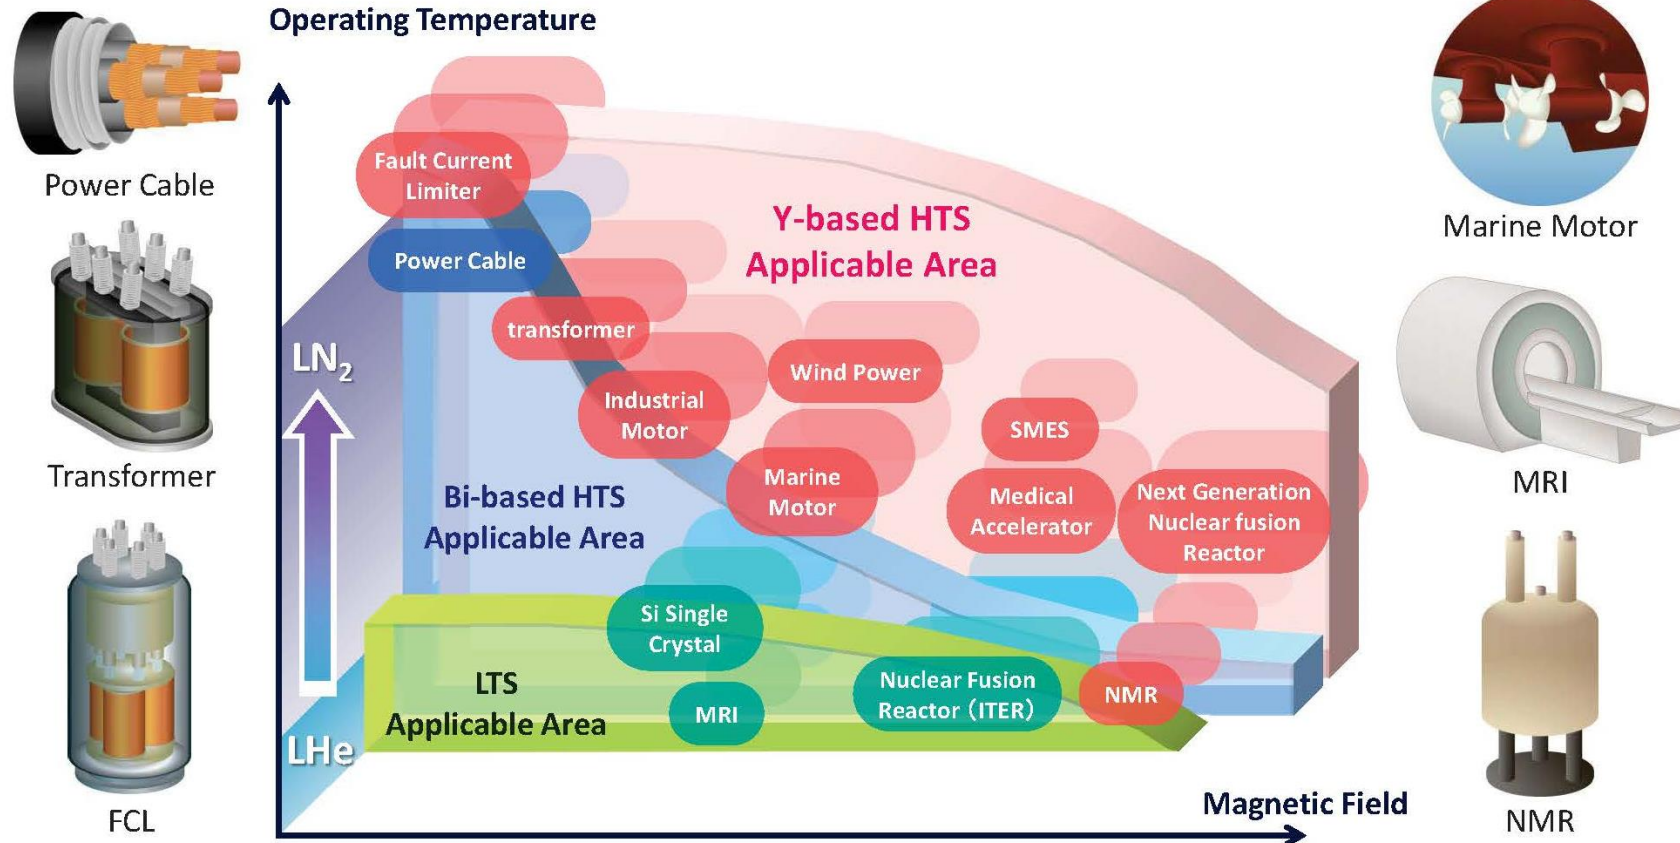 Operating Temperature
Power Cable
Transformer
FCL
Fault Current
Limiter
Power Cable
transformer
Industrial
Motor
Wind Power
Marine
Motor
SMES
Medical
Accelerator
Next Generation
Nuclear fusion
Reactor
Y-based HTS
Applicable Area
LN₂
Bi-based HTS
Applicable Area
Si Single
Crystal
LTS
Applicable Area
MRI
Nuclear Fusion
Reactor (ITER)
NMR
LHe
Magnetic Field
Marine Motor
MRI
NMR